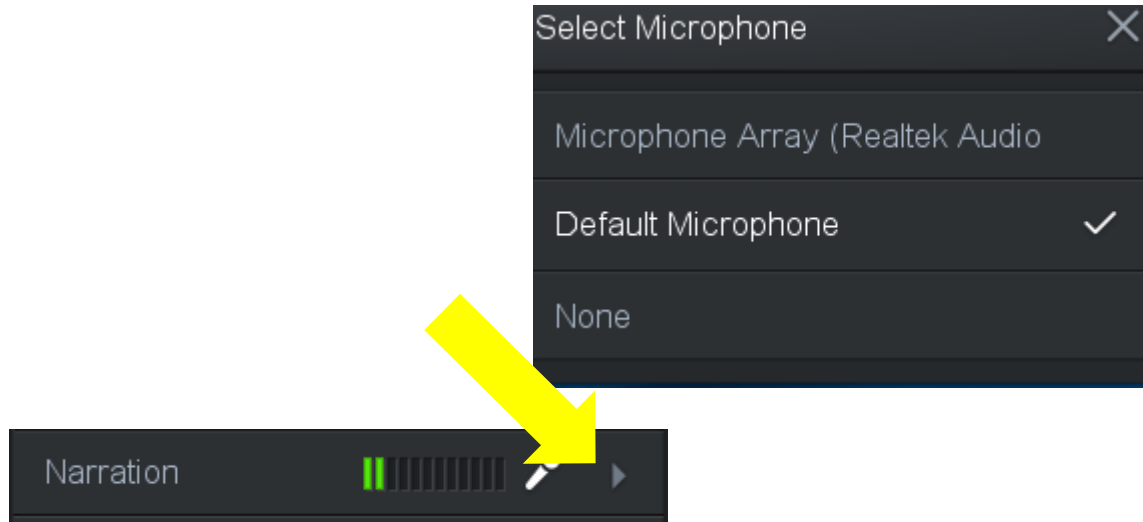 Select Microphone
Microphone Array (Realtek Audio
Default Microphone
None
Narration